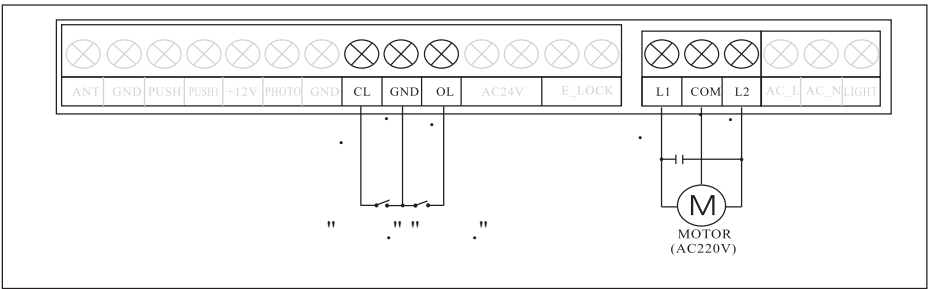 ANT GND PUSH PUSH1 +12V PHOTO GND CL GND OL AC24V E_LOCK L1 COM L2 AC_L AC_N LIGHT
" ." " ."
M
MOTOR
(AC220V)